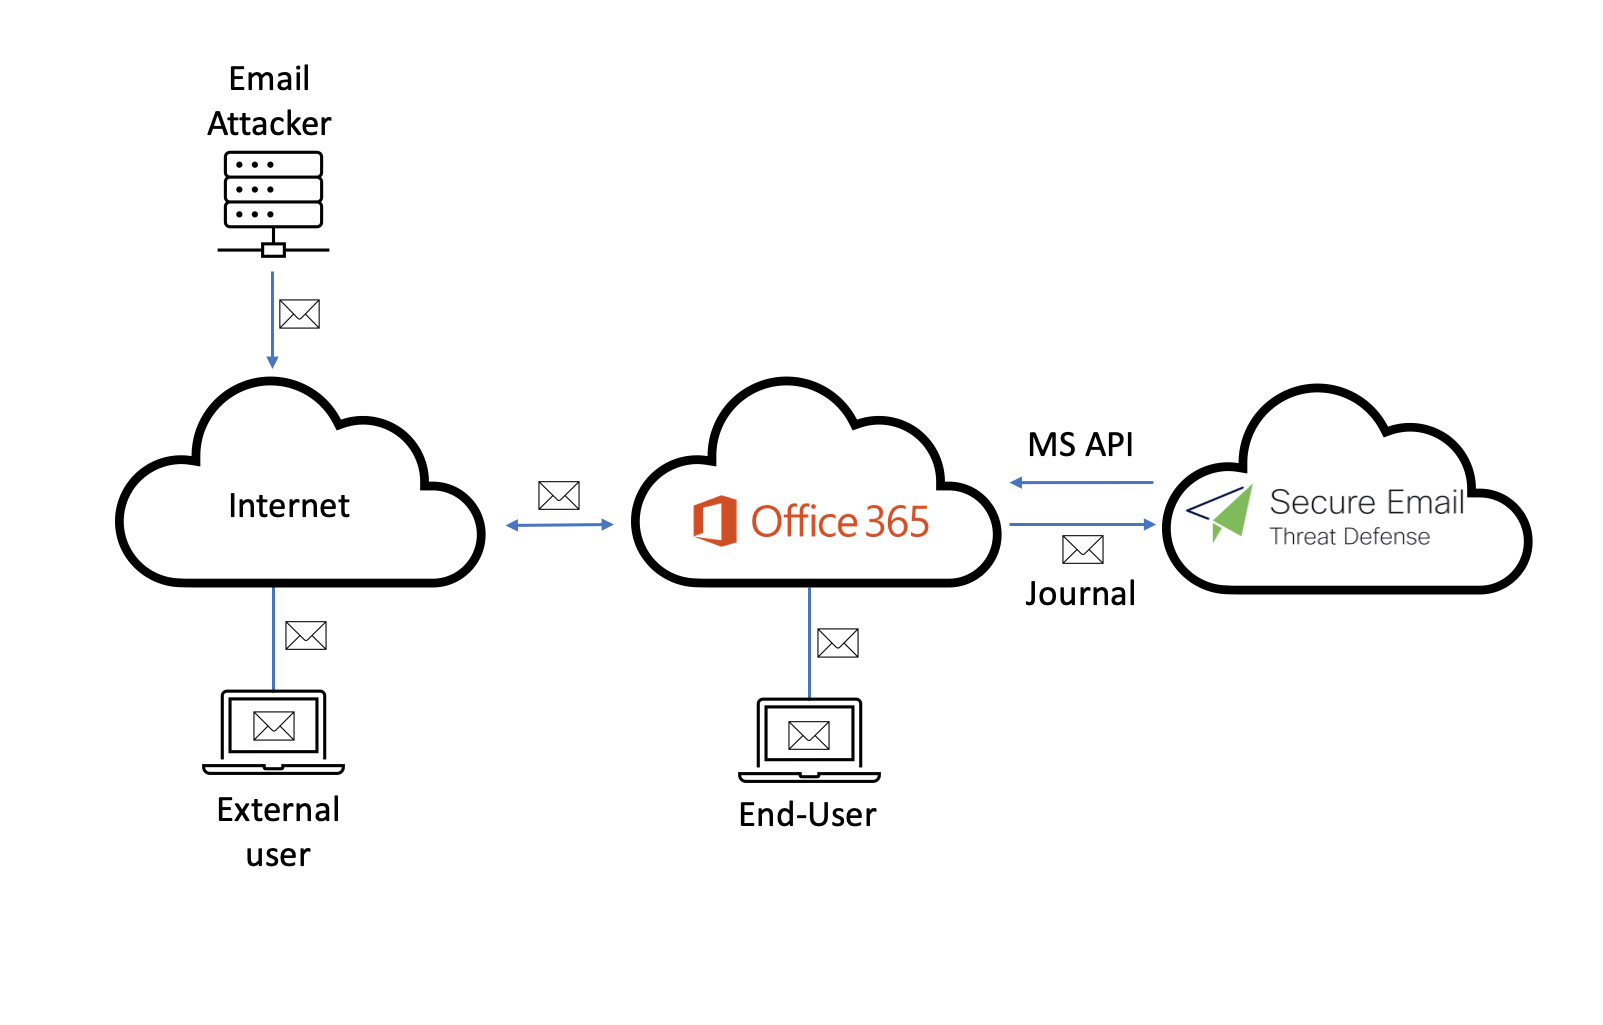 Email
Attacker
Internet
Office 365
MS API
Secure Email
Threat Defense
Journal
External
user
End-User